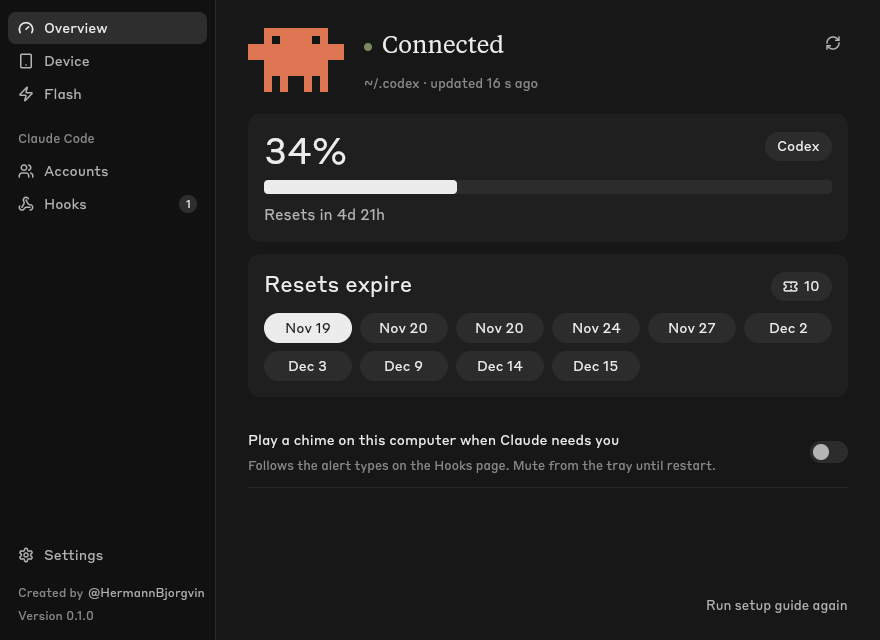 Overview
Device
Flash
Claude Code
Accounts
Hooks 1
Settings
Created by @HermannBjorgvin
Version 0.1.0
Connected
~/.codex · updated 16 s ago
34% Codex
Resets in 4d 21h
Resets expire 10
Nov 19 Nov 20 Nov 20 Nov 24 Nov 27 Dec 2
Dec 3 Dec 9 Dec 14 Dec 15
Play a chime on this computer when Claude needs you
Follows the alert types on the Hooks page. Mute from the tray until restart.
Run setup guide again